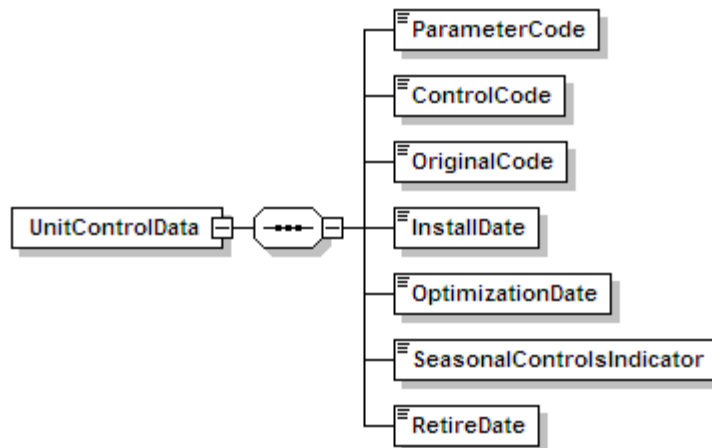 ParameterCode
ControlCode
OriginalCode
UnitControlData
InstallDate
OptimizationDate
SeasonalControlsIndicator
RetireDate